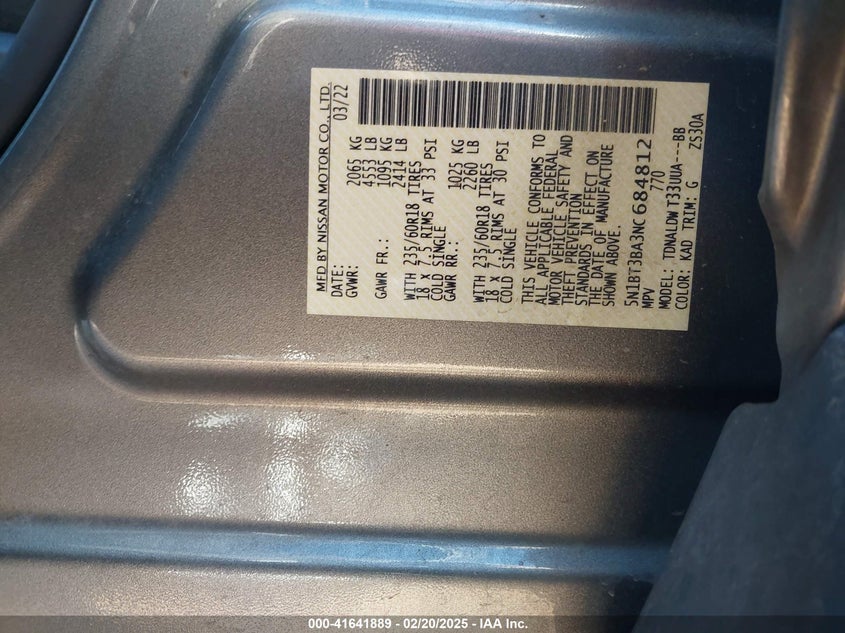 MFD BY NISSAN MOTOR CO., LTD.
DATE: 03/22
GVWR: 2065 KG
4553 LB
GAWR FR.: 1095 KG
2414 LB
WITH 235/60R18 TIRES
18 X 7.5 RIMS AT 33 PSI
COLD SINGLE
GAWR RR.: 1025 KG
2260 LB
WITH 235/60R18 TIRES
18 X 7.5 RIMS AT 30 PSI
COLD SINGLE
THIS VEHICLE CONFORMS TO
ALL APPLICABLE FEDERAL
MOTOR VEHICLE SAFETY AND
THEFT PREVENTION
STANDARDS IN EFFECT ON
THE DATE OF MANUFACTURE
SHOWN ABOVE.
5N1BT3BA3NC684812
MPV 770
MODEL: TDNALDWT33UUA---BB
COLOR: KAD TRIM: G ZS30A
000-41641889 - 02/20/2025 - IAA Inc.